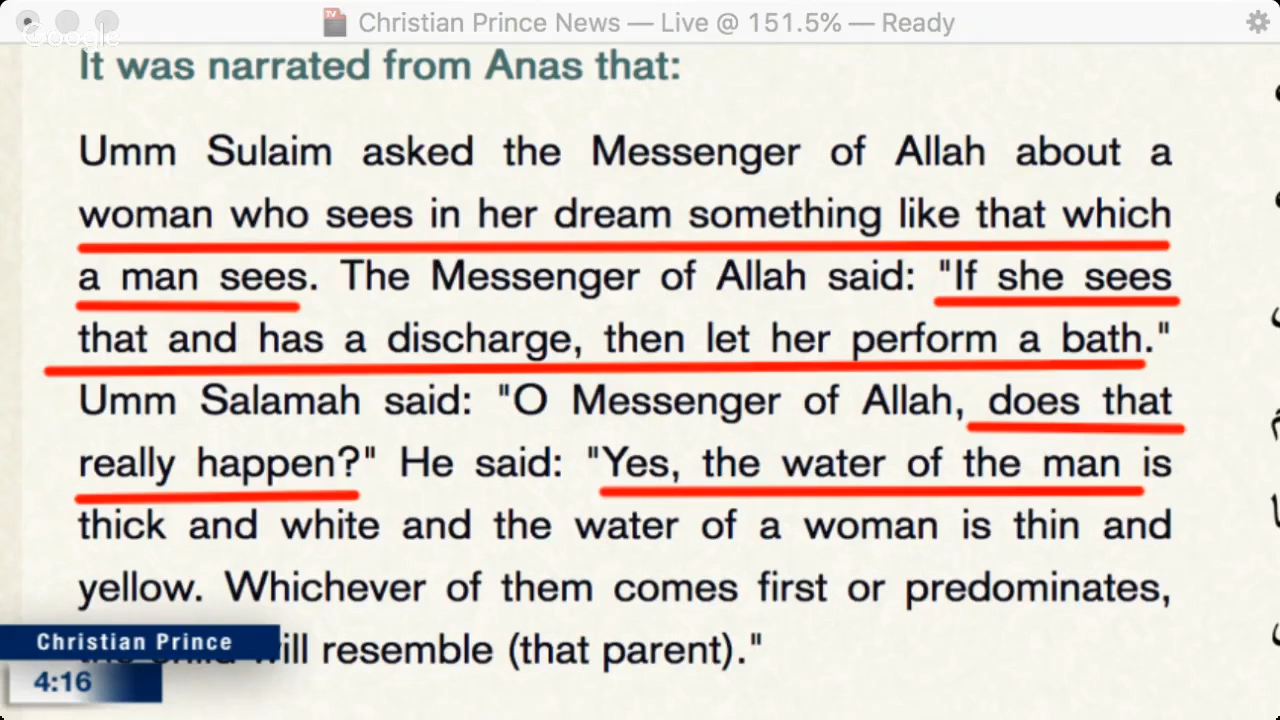 Christian Prince News — Live @ 151.5% — Ready
Google
It was narrated from Anas that:
Umm Sulaim asked the Messenger of Allah about a
woman who sees in her dream something like that which
a man sees. The Messenger of Allah said: "If she sees
that and has a discharge, then let her perform a bath."
Umm Salamah said: "O Messenger of Allah, does that
really happen?" He said: "Yes, the water of the man is
thick and white and the water of a woman is thin and
yellow. Whichever of them comes first or predominates,
the child will resemble (that parent)."
Christian Prince
4:16